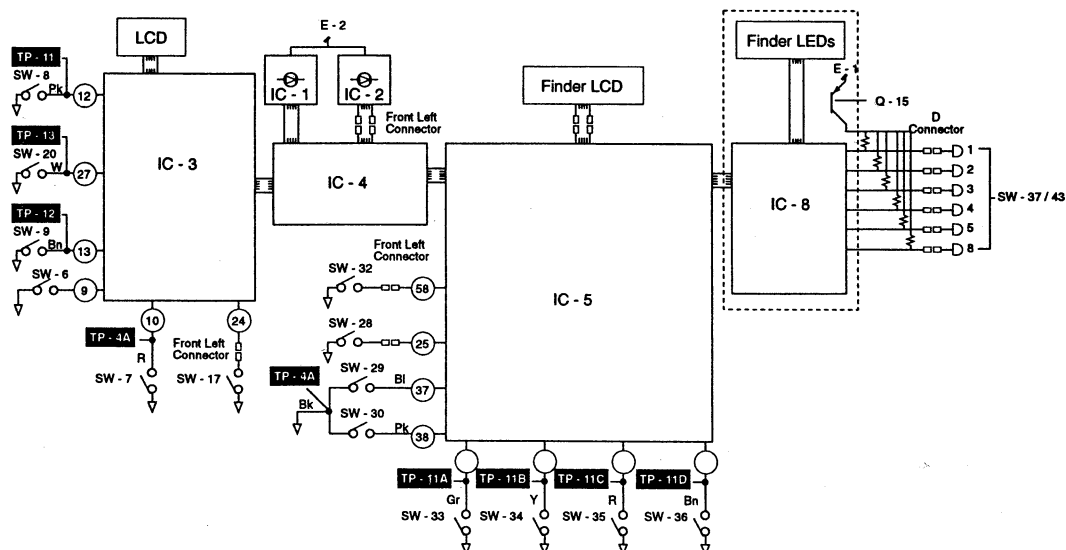 LCD
TP - 11
SW - 8
Pk
12
TP - 13
SW - 20
W
27
TP - 12
SW - 9
Bn
13
SW - 6
9
IC - 3
10
24
TP - 4A
R
SW - 7
Front Left
Connector
SW - 17
E - 2
IC - 1
IC - 2
Front Left
Connector
IC - 4
Finder LCD
Front Left
Connector
SW - 32
58
SW - 28
25
TP - 4A
SW - 29
Bl
37
Bk
SW - 30
Pk
38
IC - 5
TP - 11A
TP - 11B
TP - 11C
TP - 11D
Gr
Y
R
Bn
SW - 33
SW - 34
SW - 35
SW - 36
Finder LEDs
Q - 15
D
Connector
IC - 8
1
2
3
4
5
8
SW - 37 / 43